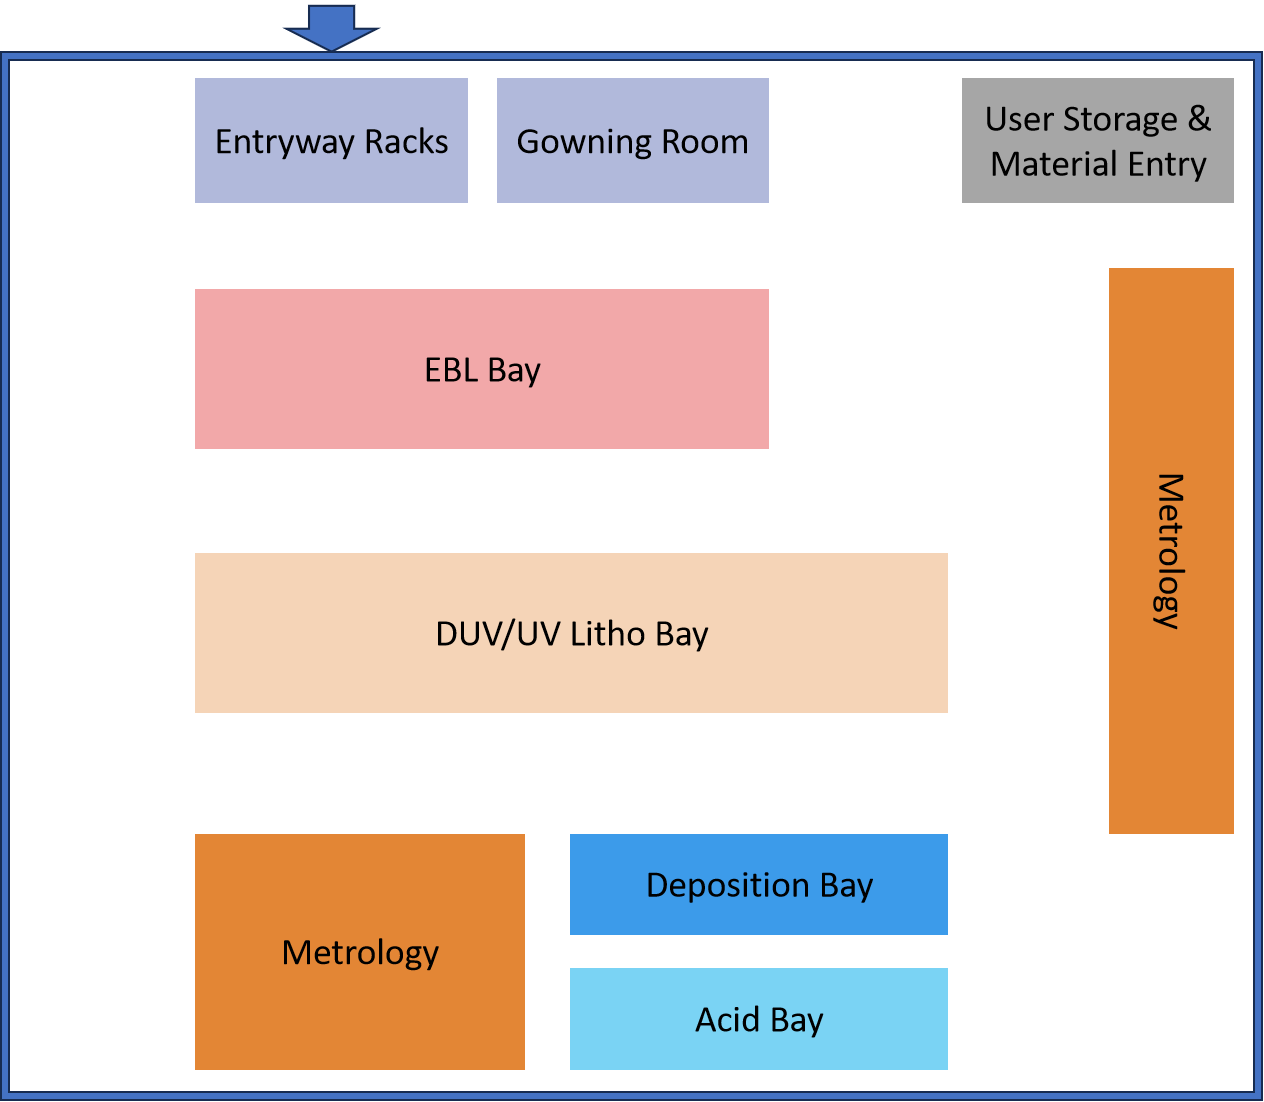 Entryway Racks
Gowning Room
User Storage &
Material Entry
EBL Bay
Metrology
DUV/UV Litho Bay
Metrology
Deposition Bay
Acid Bay